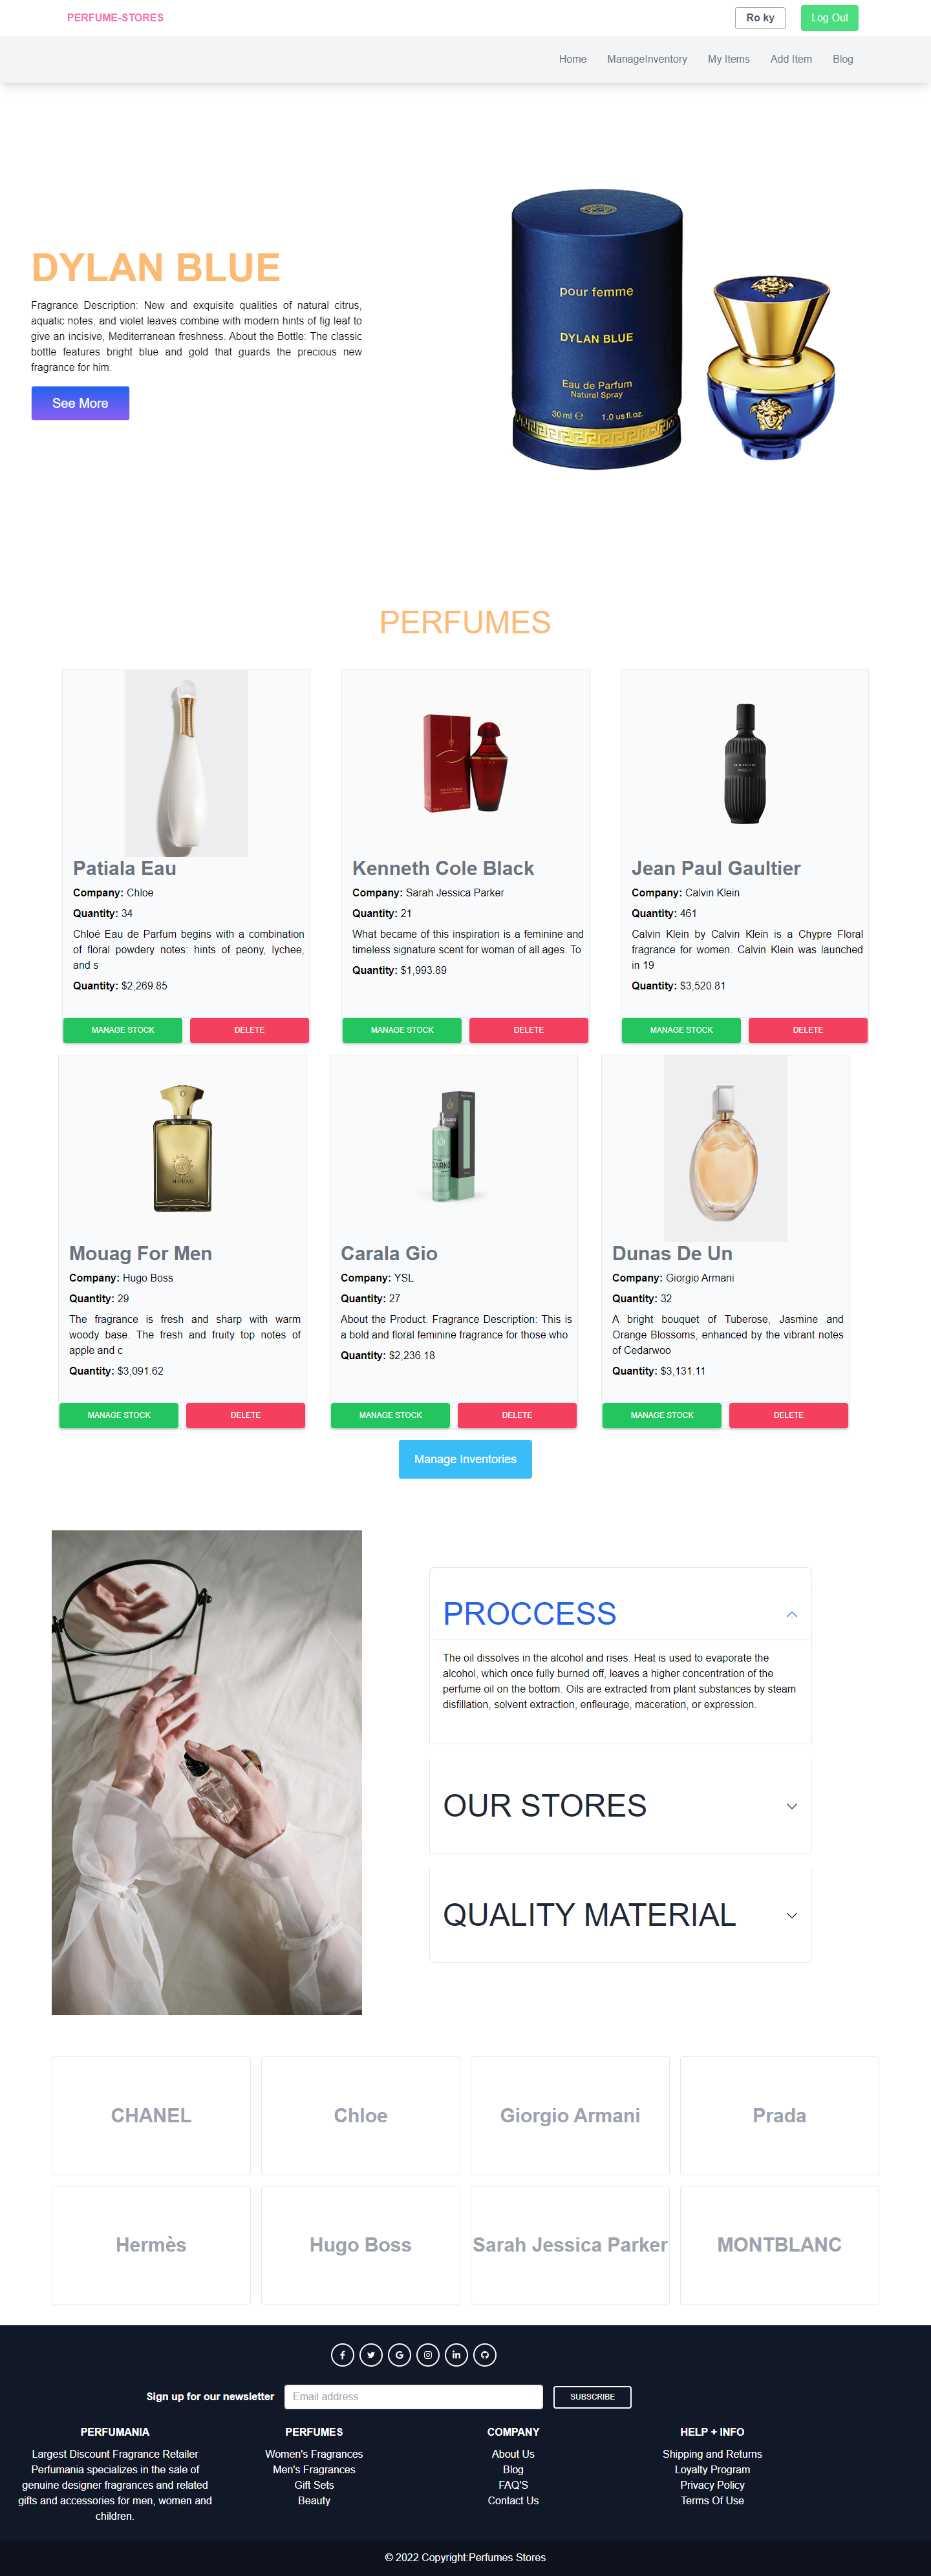 PERFUME-STORES
Ro ky
Log Out
Home
ManageInventory
My Items
Add Item
Blog
DYLAN BLUE
Fragrance Description: New and exquisite qualities of natural citrus,
aquatic notes, and violet leaves combine with modern hints of fig leaf to
give an incisive, Mediterranean freshness. About the Bottle: The classic
bottle features bright blue and gold that guards the precious new
fragrance for him.
See More
pour femme
DYLAN BLUE
Eau de Parfum
Natural Spray
30 ml ℮ 1.0 us fl.oz.
PERFUMES
Patiala Eau
Company: Chloe
Quantity: 34
Chloé Eau de Parfum begins with a combination
of floral powdery notes: hints of peony, lychee,
and s
Quantity: $2,269.85
MANAGE STOCK
DELETE
Kenneth Cole Black
Company: Sarah Jessica Parker
Quantity: 21
What became of this inspiration is a feminine and
timeless signature scent for woman of all ages. To
Quantity: $1,993.89
MANAGE STOCK
DELETE
Jean Paul Gaultier
Company: Calvin Klein
Quantity: 461
Calvin Klein by Calvin Klein is a Chypre Floral
fragrance for women. Calvin Klein was launched
in 19
Quantity: $3,520.81
MANAGE STOCK
DELETE
MOUAG
Mouag For Men
Company: Hugo Boss
Quantity: 29
The fragrance is fresh and sharp with warm
woody base. The fresh and fruity top notes of
apple and c
Quantity: $3,091.62
MANAGE STOCK
DELETE
Carala Gio
Company: YSL
Quantity: 27
About the Product. Fragrance Description: This is
a bold and floral feminine fragrance for those who
Quantity: $2,236.18
MANAGE STOCK
DELETE
Dunas De Un
Company: Giorgio Armani
Quantity: 32
A bright bouquet of Tuberose, Jasmine and
Orange Blossoms, enhanced by the vibrant notes
of Cedarwoo
Quantity: $3,131.11
MANAGE STOCK
DELETE
Manage Inventories
PROCCESS
The oil dissolves in the alcohol and rises. Heat is used to evaporate the
alcohol, which once fully burned off, leaves a higher concentration of the
perfume oil on the bottom. Oils are extracted from plant substances by steam
disfillation, solvent extraction, enfleurage, maceration, or expression.
OUR STORES
QUALITY MATERIAL
CHANEL
Chloe
Giorgio Armani
Prada
Hermès
Hugo Boss
Sarah Jessica Parker
MONTBLANC
Sign up for our newsletter
Email address
SUBSCRIBE
PERFUMANIA
Largest Discount Fragrance Retailer
Perfumania specializes in the sale of
genuine designer fragrances and related
gifts and accessories for men, women and
children.
PERFUMES
Women's Fragrances
Men's Fragrances
Gift Sets
Beauty
COMPANY
About Us
Blog
FAQ'S
Contact Us
HELP + INFO
Shipping and Returns
Loyalty Program
Privacy Policy
Terms Of Use
© 2022 Copyright:Perfumes Stores